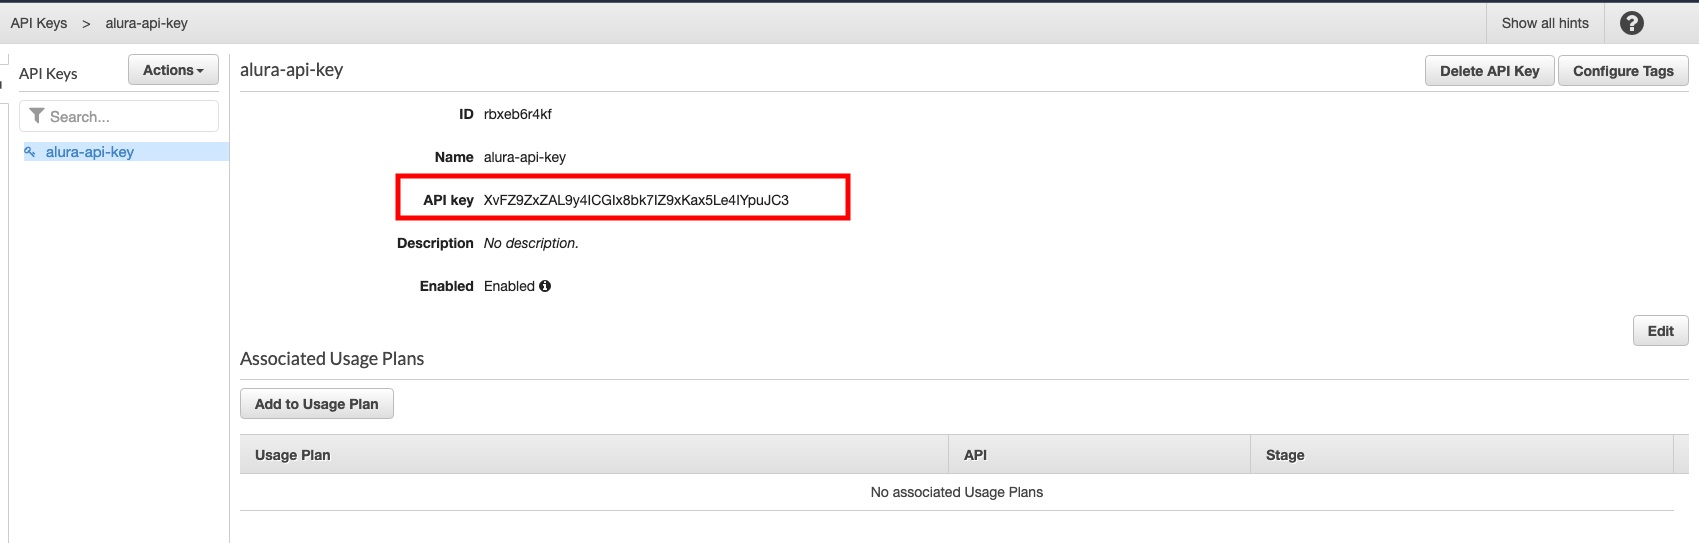 API Keys > alura-api-key
Show all hints ?
API Keys
Actions
Search...
alura-api-key
alura-api-key
Delete API Key
Configure Tags
ID rbxeb6r4kf
Name alura-api-key
API key XvFZ9ZxZAL9y4ICGIx8bk7IZ9xKax5Le4IYpuJC3
Description No description.
Enabled Enabled
Edit
Associated Usage Plans
Add to Usage Plan
Usage Plan API Stage
No associated Usage Plans